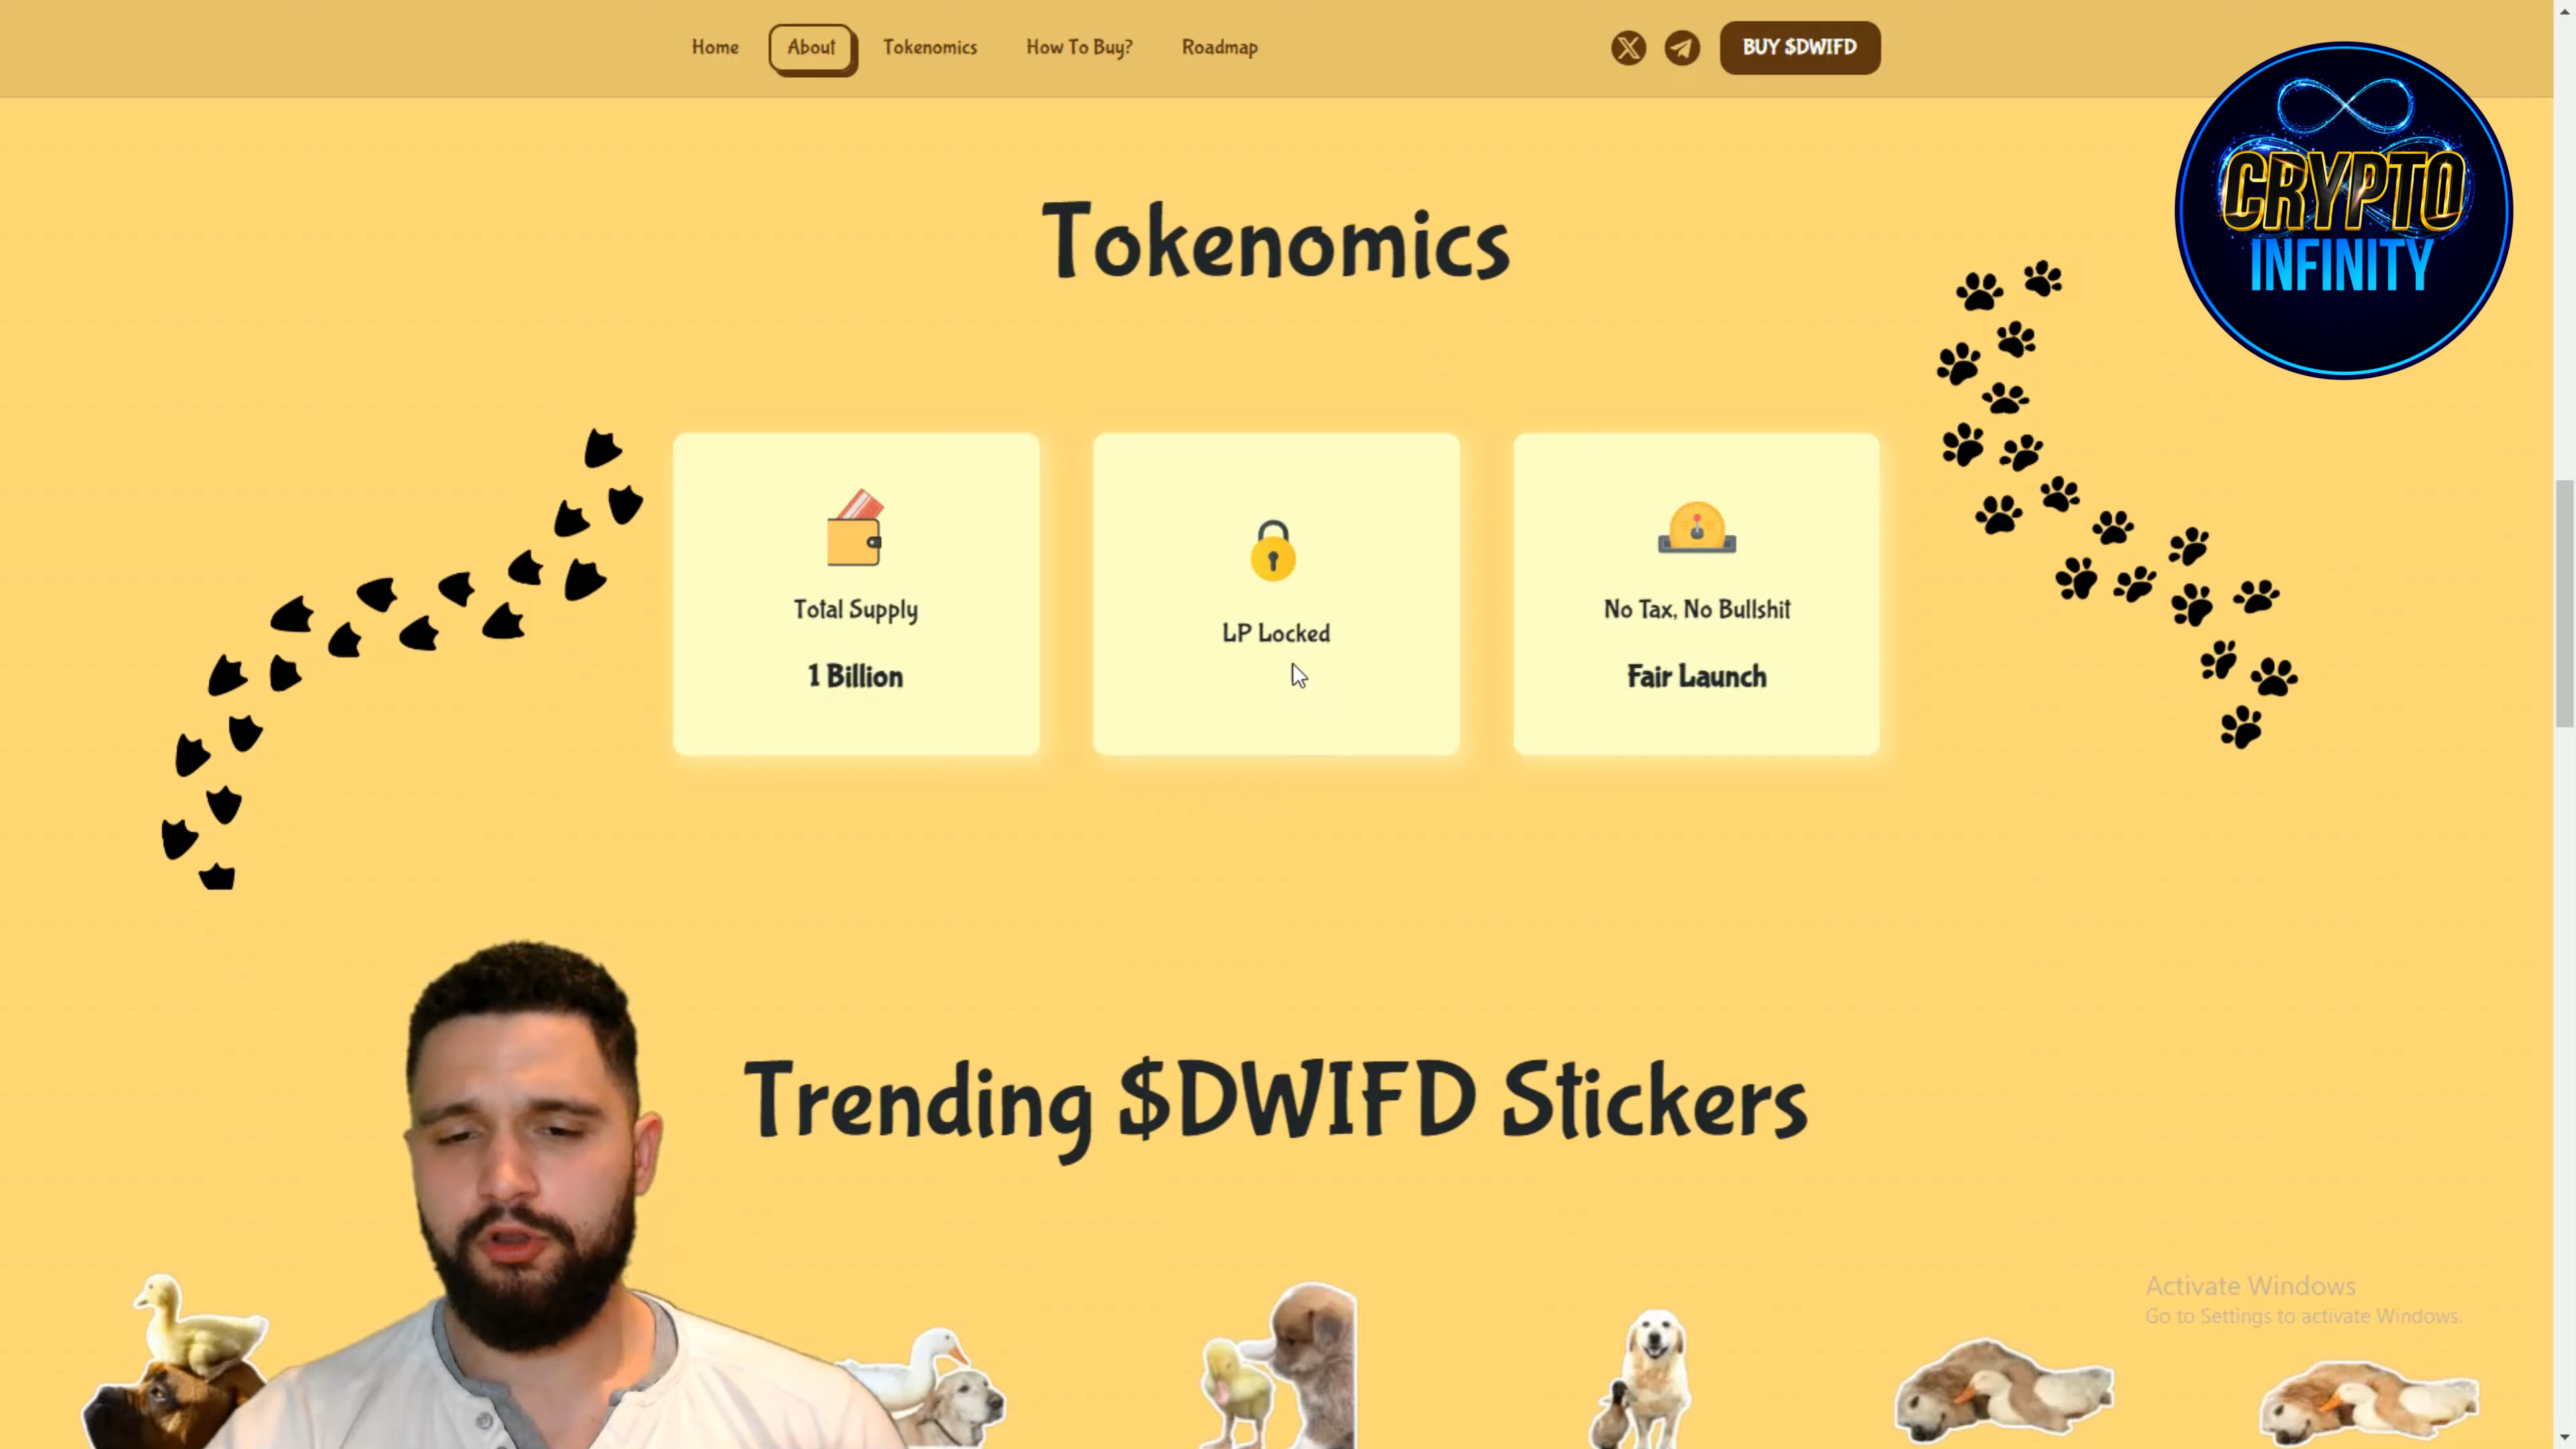 Home
About
Tokenomics
How To Buy?
Roadmap
BUY $DWIFD
CRYPTO
INFINITY
Tokenomics
Total Supply
1 Billion
LP Locked
No Tax, No Bullshit
Fair Launch
Trending $DWIFD Stickers
Activate Windows
Go to Settings to activate Windows.